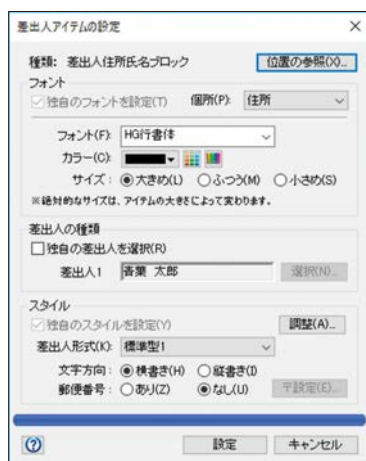 差出人アイテムの設定
種類: 差出人住所氏名ブロック 位置の参照(X)...
フォント
独自のフォントを設定(T) 個所(P): 住所
フォント(F): HG行書体
カラー(C):
サイズ: 大きめ(L) ふつう(M) 小さめ(S)
※絶対的なサイズは、アイテムの大きさによって変わります。
差出人の種類
独自の差出人を選択(R)
差出人1 青葉 太郎 選択(N)...
スタイル
独自のスタイルを設定(Y) 調整(A)...
差出人形式(K): 標準型1
文字方向: 横書き(H) 縦書き(I)
郵便番号: あり(Z) なし(U) 〒設定(E)...
? 設定 キャンセル